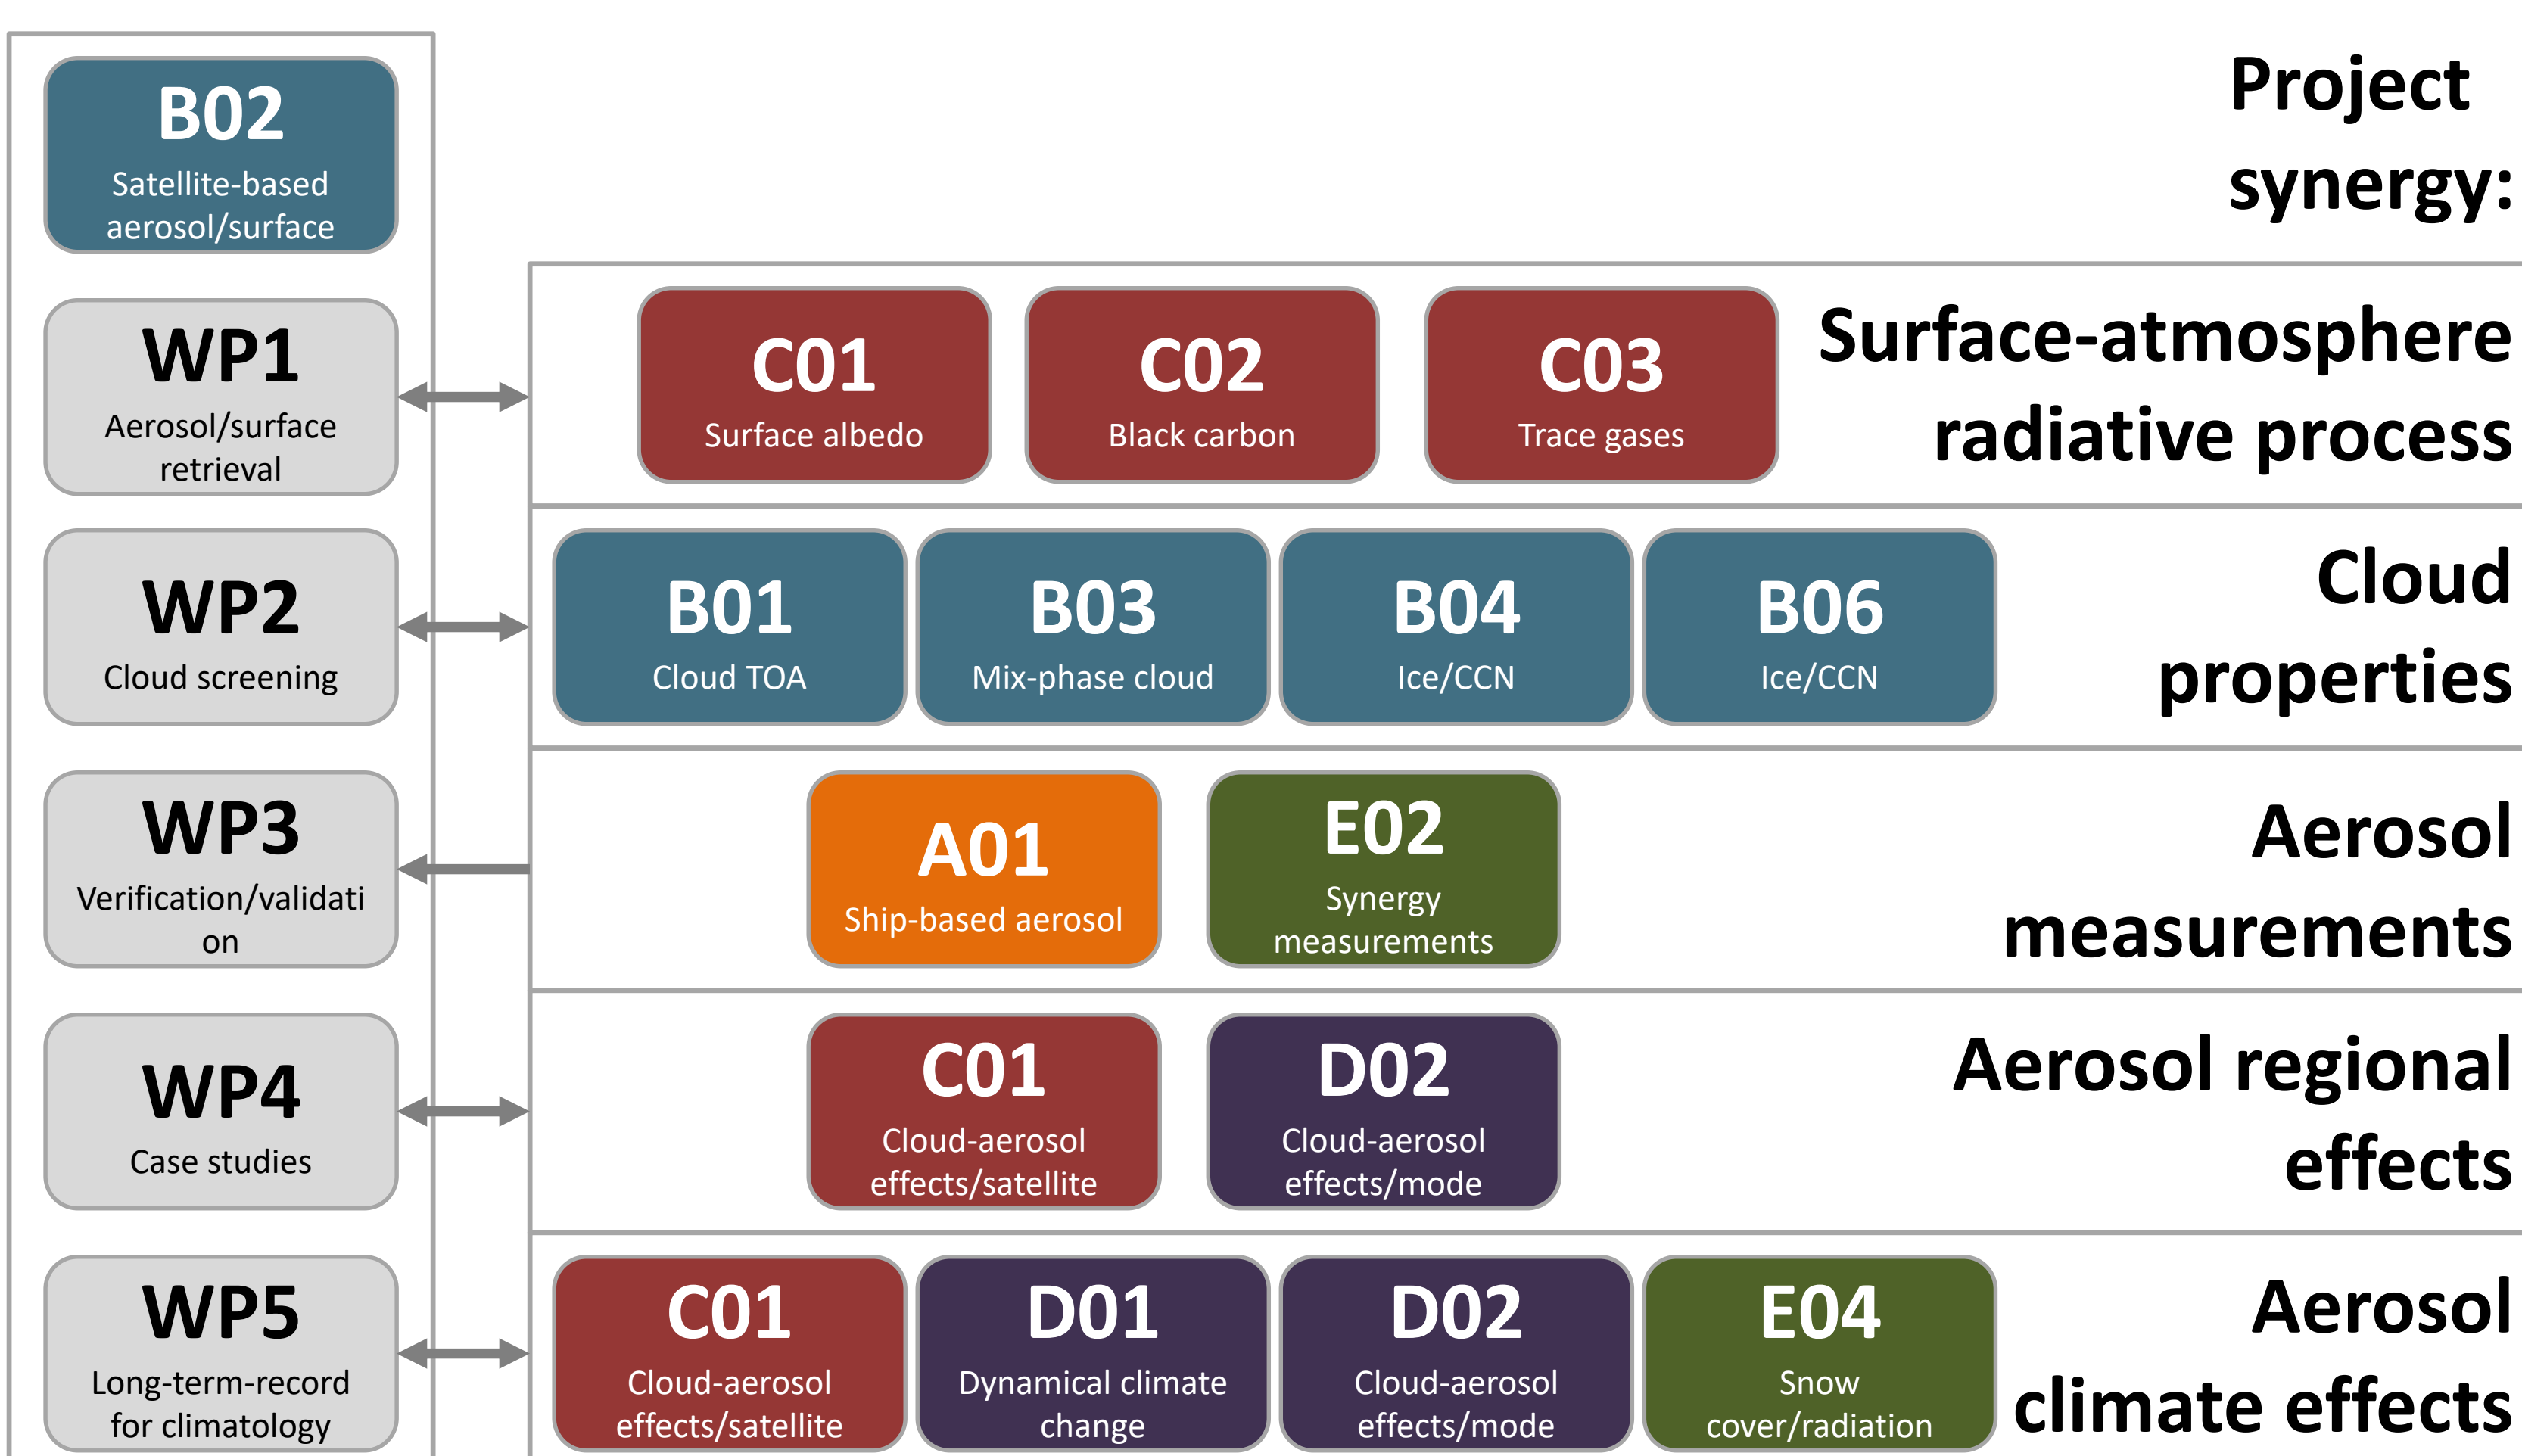 B02
Satellite-based
aerosol/surface
Project
synergy:
WP1
Aerosol/surface
retrieval
C01
Surface albedo
C02
Black carbon
C03
Trace gases
Surface-atmosphere
radiative process
WP2
Cloud screening
B01
Cloud TOA
B03
Mix-phase cloud
B04
Ice/CCN
B06
Ice/CCN
Cloud
properties
WP3
Verification/validati
on
A01
Ship-based aerosol
E02
Synergy
measurements
Aerosol
measurements
WP4
Case studies
C01
Cloud-aerosol
effects/satellite
D02
Cloud-aerosol
effects/mode
Aerosol regional
effects
WP5
Long-term-record
for climatology
C01
Cloud-aerosol
effects/satellite
D01
Dynamical climate
change
D02
Cloud-aerosol
effects/mode
E04
Snow
cover/radiation
Aerosol
climate effects